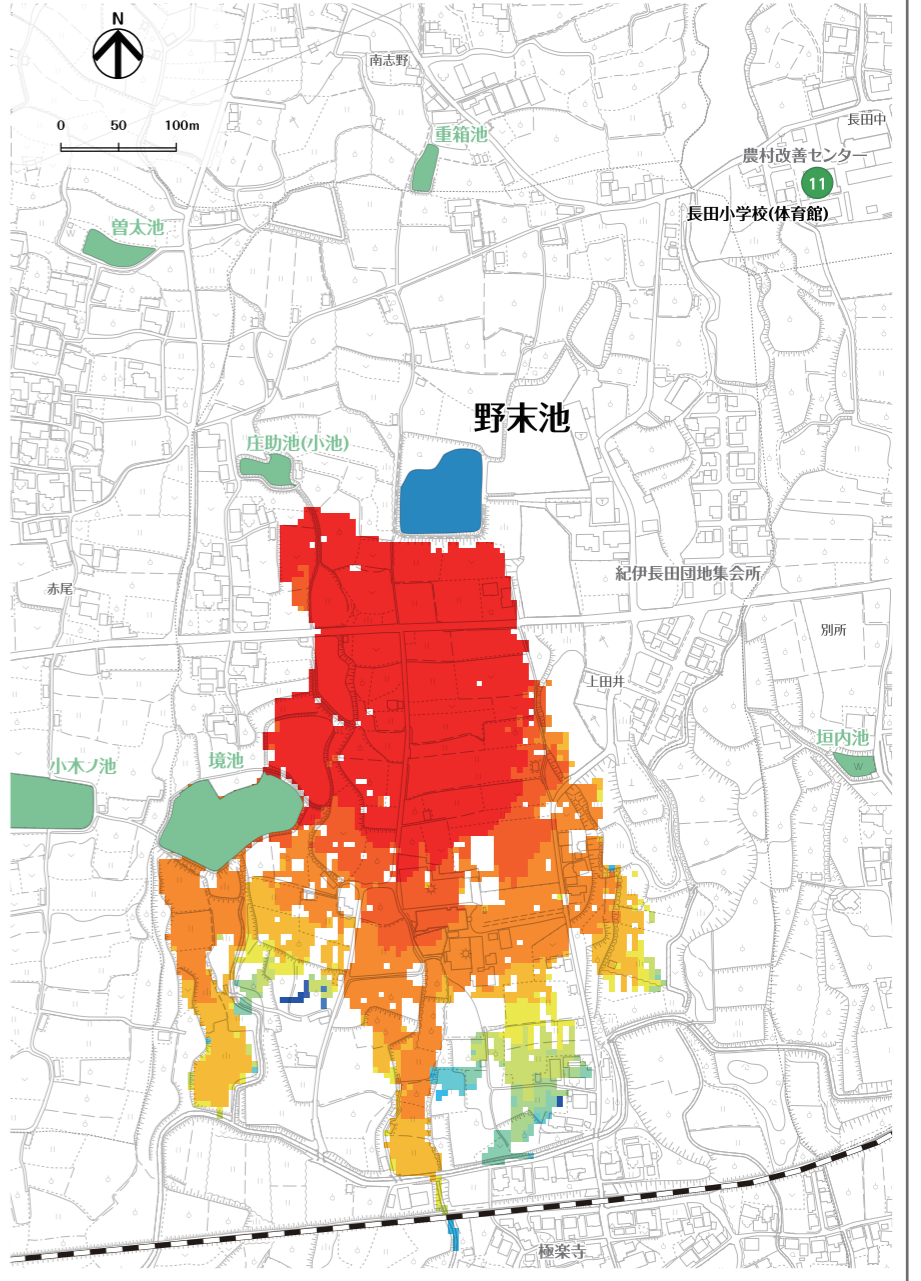 N
0 50 100m
南志野
重箱池
長田中
農村改善センター
11
長田小学校(体育館)
曽太池
野末池
庄助池(小池)
紀伊長田団地集会所
赤尾
別所
上田井
垣内池
W
境池
小木ノ池
極楽寺